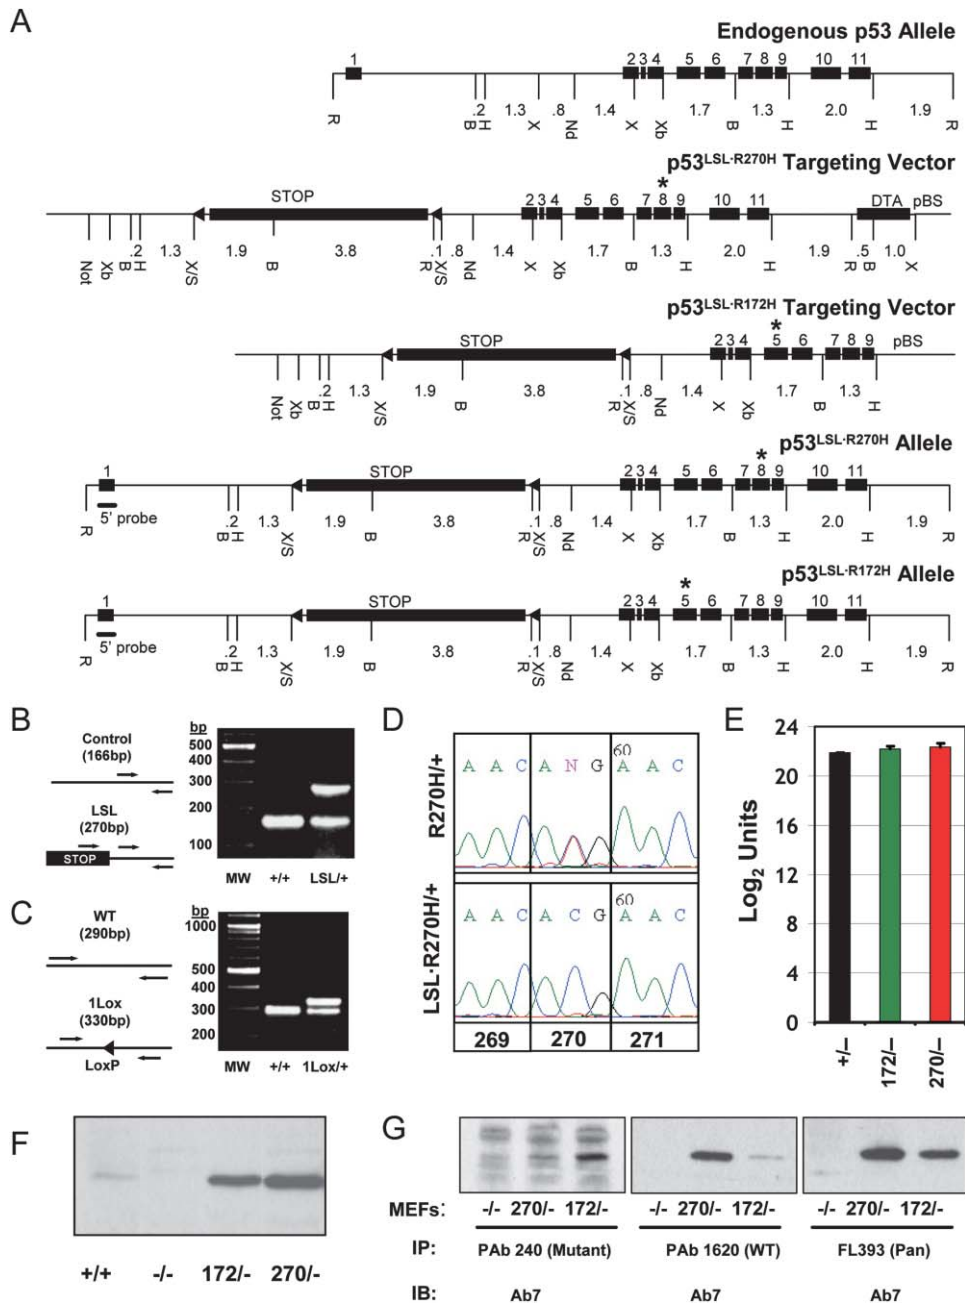 A
Endogenous p53 Allele
1 2 3 4 5 6 7 8 9 10 11
.2 1.3 .8 1.4 1.7 1.3 2.0 1.9
R B H X Nd X Xb B H H R
p53LSL·R270H Targeting Vector
*
STOP 2 3 4 5 6 7 8 9 10 11 DTA pBS
.2 1.3 1.9 3.8 .1 .8 1.4 1.7 1.3 2.0 1.9 .5 1.0
Not Xb B H X/S B R X/S Nd X Xb B H H R B X
p53LSL·R172H Targeting Vector
*
STOP 2 3 4 5 6 7 8 9 pBS
.2 1.3 1.9 3.8 .1 .8 1.4 1.7 1.3
Not Xb B H X/S B R X/S Nd X Xb B H
p53LSL·R270H Allele
*
1 STOP 2 3 4 5 6 7 8 9 10 11
5' probe
.2 1.3 1.9 3.8 .1 .8 1.4 1.7 1.3 2.0 1.9
R B H X/S B R X/S Nd X Xb B H H R
p53LSL·R172H Allele
*
1 STOP 2 3 4 5 6 7 8 9 10 11
5' probe
.2 1.3 1.9 3.8 .1 .8 1.4 1.7 1.3 2.0 1.9
R B H X/S B R X/S Nd X Xb B H H R
B
Control
(166bp)
LSL
(270bp)
STOP
bp
500
400
300
200
100
MW +/+ LSL/+
C
WT
(290bp)
1Lox
(330bp)
LoxP
bp
1000
500
400
300
200
MW +/+ 1Lox/+
D
R270H/+
60
A A C A N G A A C
LSL·R270H/+
60
A A C A C G A A C
269 270 271
E
Log2 Units
24
20
16
12
8
4
0
+/– 172/– 270/–
F
+/+ -/- 172/- 270/-
G
MEFs: -/- 270/- 172/- -/- 270/- 172/- -/- 270/- 172/-
IP: PAb 240 (Mutant) PAb 1620 (WT) FL393 (Pan)
IB: Ab7 Ab7 Ab7